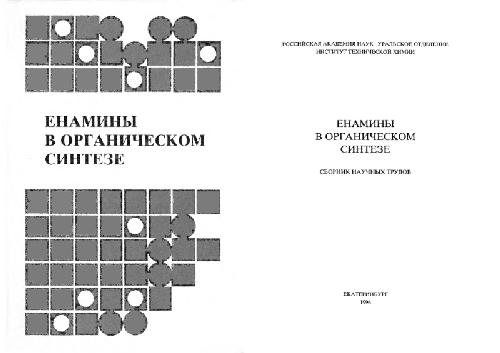 ЕНАМИНЫ
В ОРГАНИЧЕСКОМ
СИНТЕЗЕ
РОССИЙСКАЯ АКАДЕМИЯ НАУК УРАЛЬСКОЕ ОТДЕЛЕНИЕ
ИНСТИТУТ ТЕХНИЧЕСКОЙ ХИМИИ
ЕНАМИНЫ
В ОРГАНИЧЕСКОМ
СИНТЕЗЕ
СБОРНИК НАУЧНЫХ ТРУДОВ
ЕКАТЕРИНБУРГ